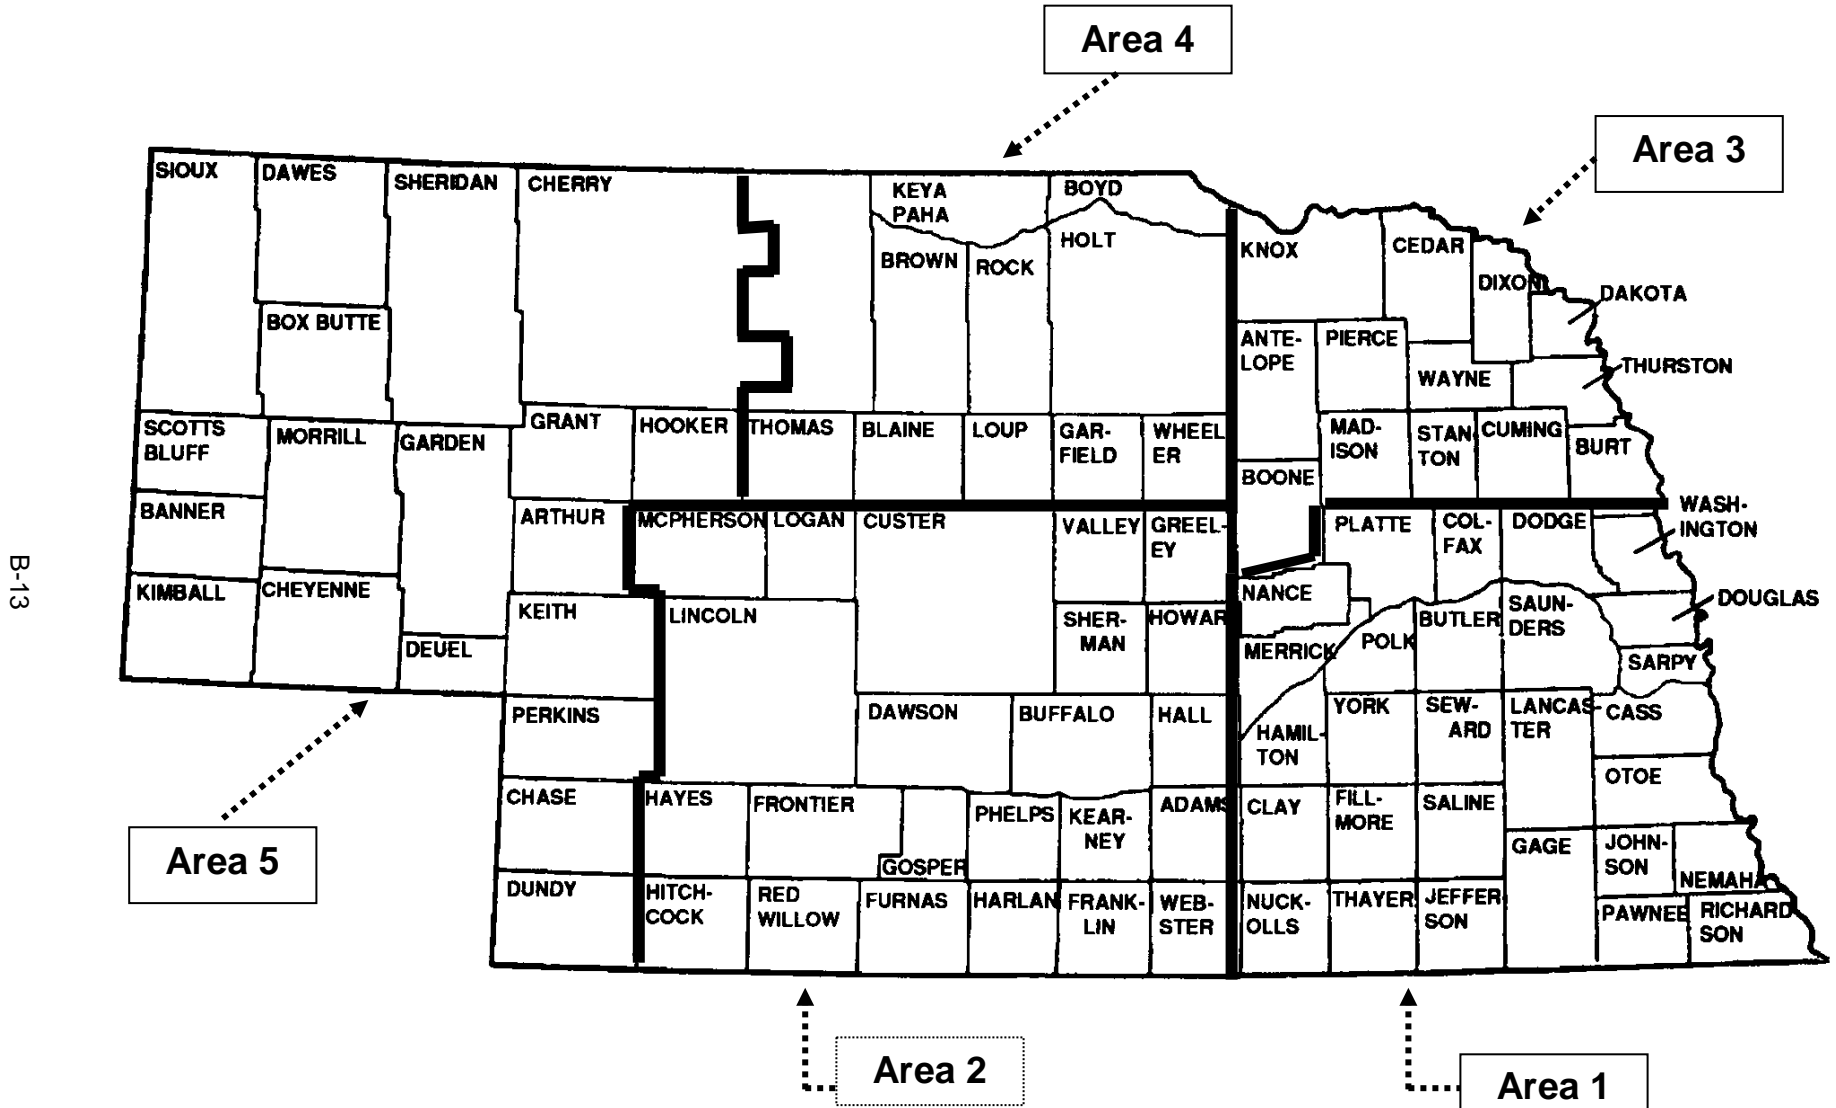 Area 4
Area 3
SIOUX
DAWES
SHERIDAN
CHERRY
KEYA
PAHA
BOYD
BROWN
ROCK
HOLT
KNOX
CEDAR
DIXON
DAKOTA
BOX BUTTE
ANTE-
LOPE
PIERCE
WAYNE
THURSTON
SCOTTS
BLUFF
MORRILL
GARDEN
GRANT
HOOKER
THOMAS
BLAINE
LOUP
GAR-
FIELD
WHEEL
ER
MAD-
ISON
STAN
TON
CUMING
BURT
BOONE
BANNER
ARTHUR
MCPHERSON
LOGAN
CUSTER
VALLEY
GREEL-
EY
PLATTE
COL-
FAX
DODGE
WASH-
INGTON
B-13
KIMBALL
CHEYENNE
KEITH
LINCOLN
SHER-
MAN
HOWAR
NANCE
MERRICK
POLK
BUTLER
SAUN-
DERS
DOUGLAS
DEUEL
SARPY
PERKINS
DAWSON
BUFFALO
HALL
HAMIL-
TON
YORK
SEW-
ARD
LANCAS-
TER
CASS
OTOE
CHASE
HAYES
FRONTIER
GOSPER
PHELPS
KEAR-
NEY
ADAMS
CLAY
FILL-
MORE
SALINE
GAGE
JOHN-
SON
NEMAHA
Area 5
DUNDY
HITCH-
COCK
RED
WILLOW
FURNAS
HARLAN
FRANK-
LIN
WEB-
STER
NUCK-
OLLS
THAYER
JEFFER
SON
PAWNEE
RICHARD
SON
Area 2
Area 1